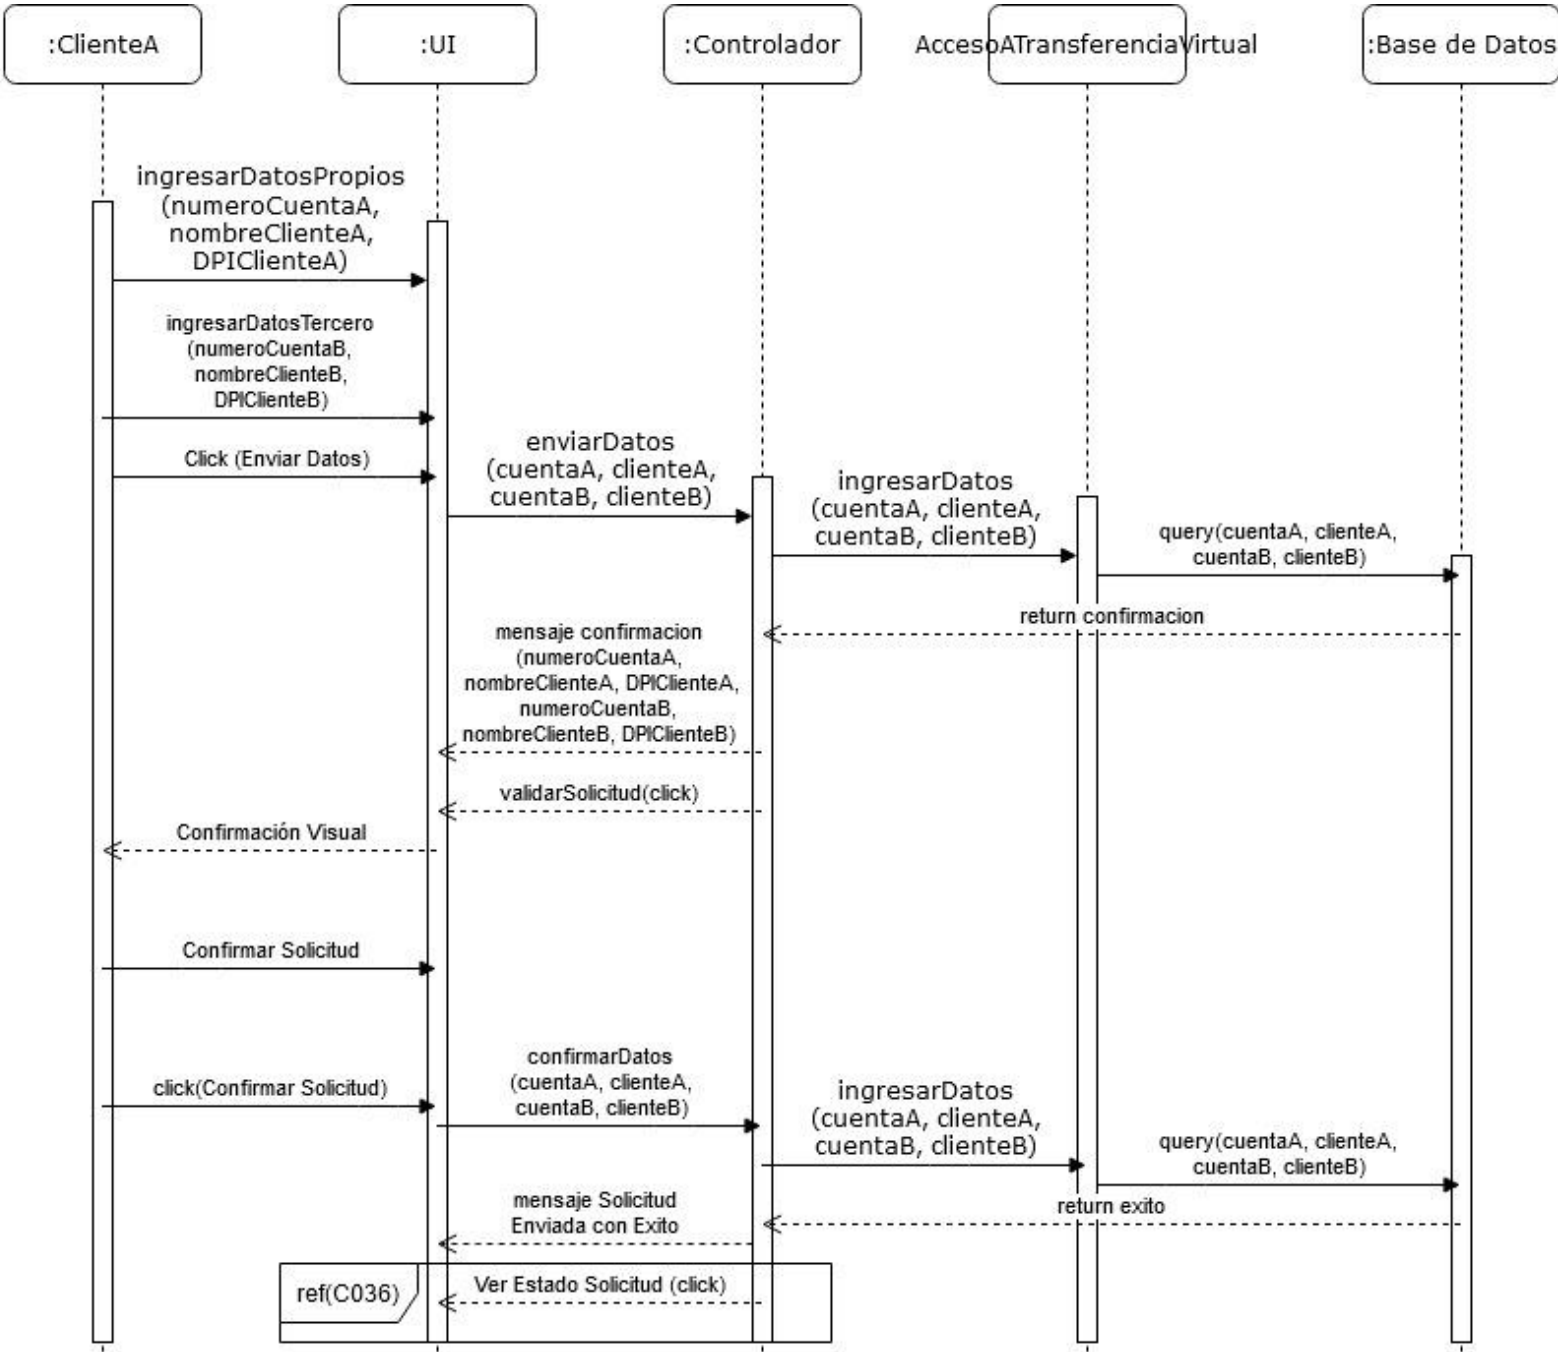 :ClienteA
:UI
:Controlador
AccesoATransferenciaVirtual
:Base de Datos
ingresarDatosPropios
(numeroCuentaA,
nombreClienteA,
DPIClienteA)
ingresarDatosTercero
(numeroCuentaB,
nombreClienteB,
DPIClienteB)
Click (Enviar Datos)
enviarDatos
(cuentaA, clienteA,
cuentaB, clienteB)
ingresarDatos
(cuentaA, clienteA,
cuentaB, clienteB)
query(cuentaA, clienteA,
cuentaB, clienteB)
return confirmacion
mensaje confirmacion
(numeroCuentaA,
nombreClienteA, DPIClienteA,
numeroCuentaB,
nombreClienteB, DPIClienteB)
validarSolicitud(click)
Confirmación Visual
Confirmar Solicitud
click(Confirmar Solicitud)
confirmarDatos
(cuentaA, clienteA,
cuentaB, clienteB)
ingresarDatos
(cuentaA, clienteA,
cuentaB, clienteB)
query(cuentaA, clienteA,
cuentaB, clienteB)
return exito
mensaje Solicitud
Enviada con Exito
ref(C036)
Ver Estado Solicitud (click)